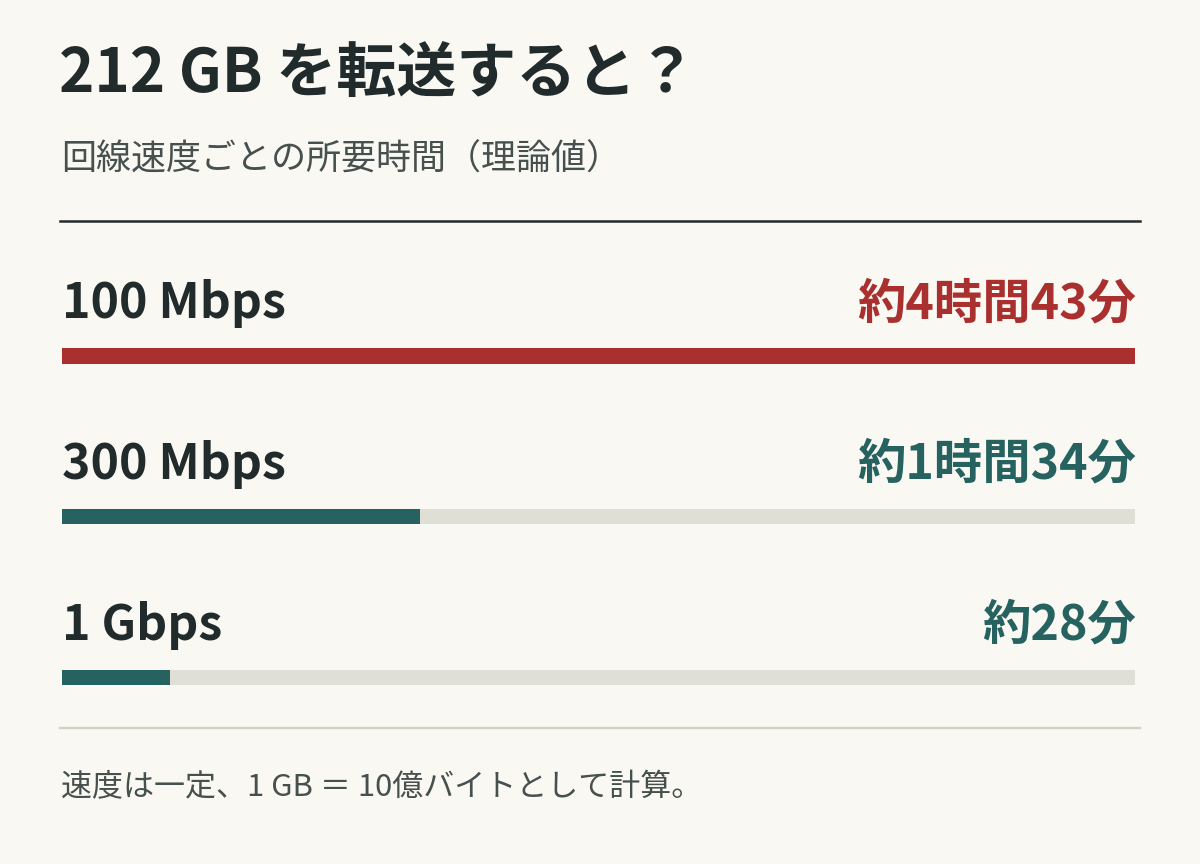 212 GB を転送すると？
回線速度ごとの所要時間（理論値）
100 Mbps
約4時間43分
300 Mbps
約1時間34分
1 Gbps
約28分
速度は一定、1 GB ＝ 10億バイトとして計算。